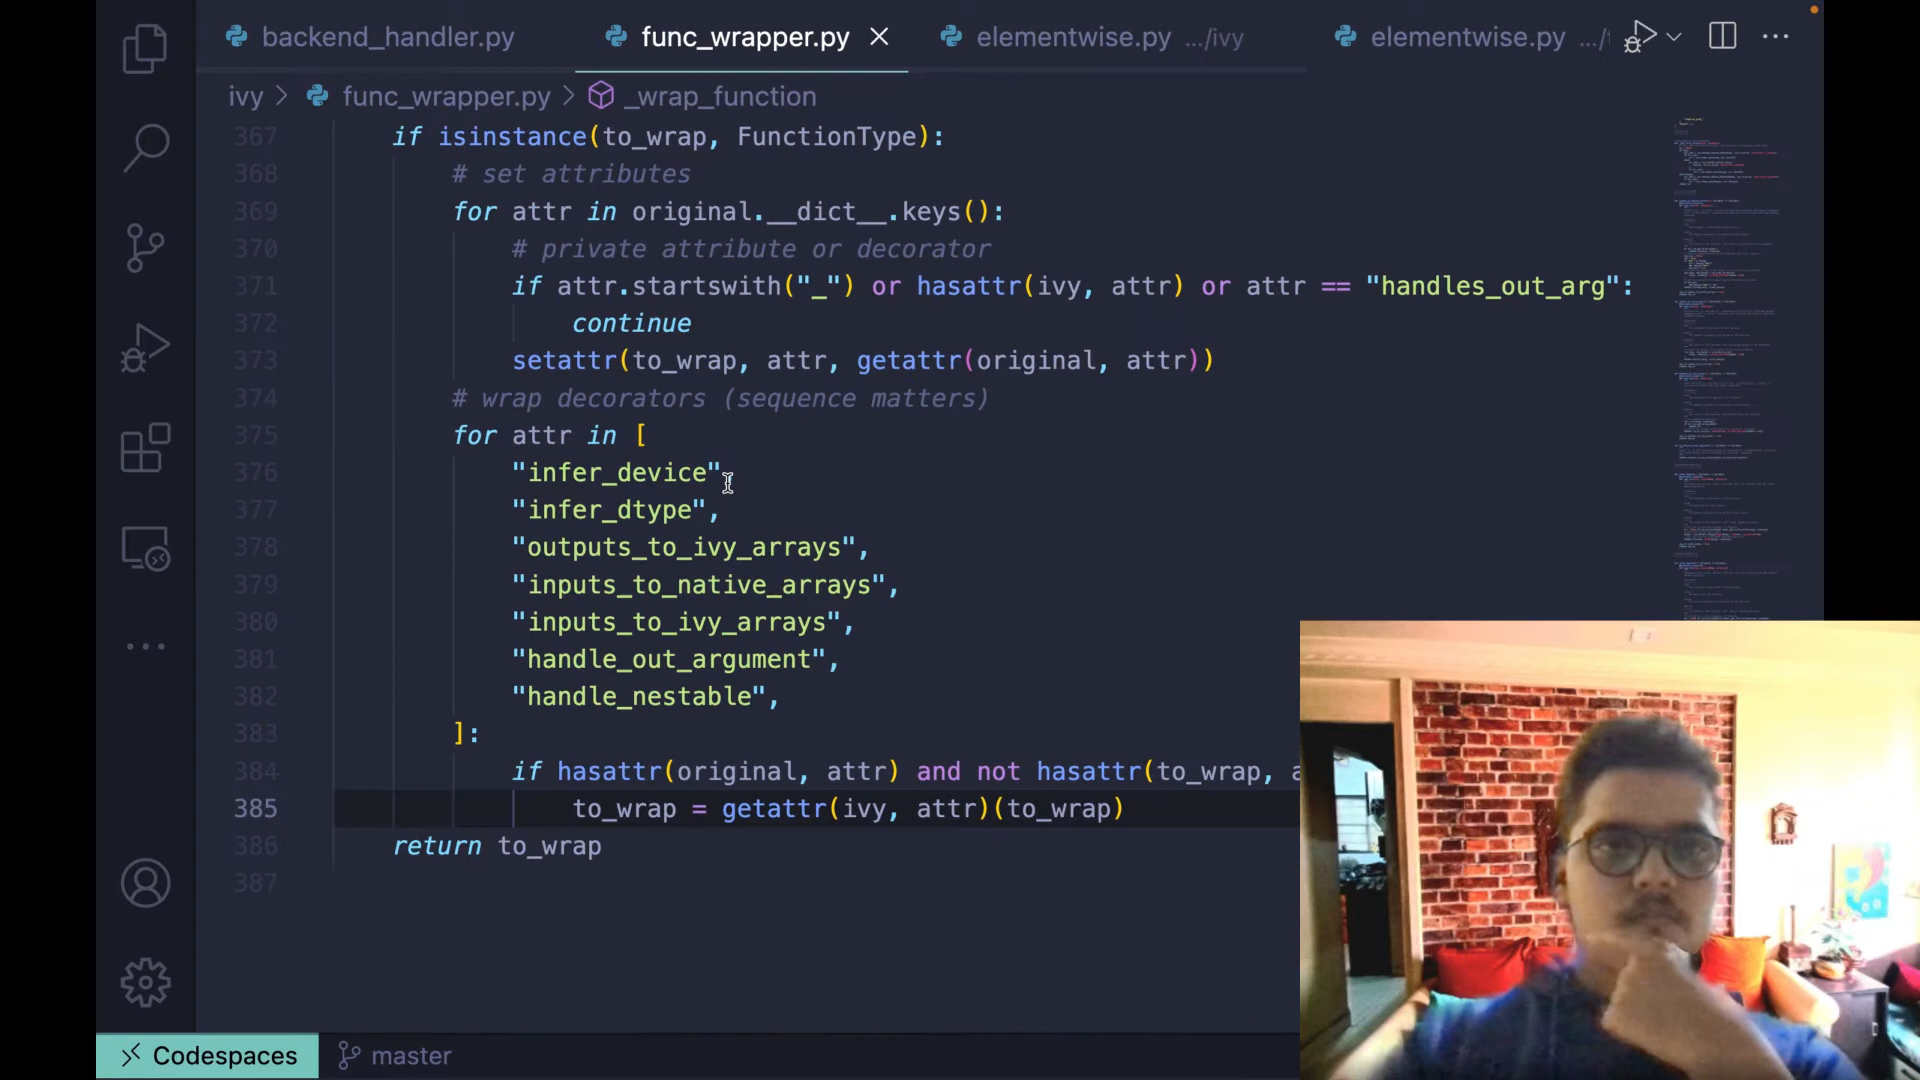 backend_handler.py
func_wrapper.py
elementwise.py .../ivy
elementwise.py .../
ivy > func_wrapper.py > _wrap_function
367 if isinstance(to_wrap, FunctionType):
368 # set attributes
369 for attr in original.__dict__.keys():
370 # private attribute or decorator
371 if attr.startswith("_") or hasattr(ivy, attr) or attr == "handles_out_arg":
372 continue
373 setattr(to_wrap, attr, getattr(original, attr))
374 # wrap decorators (sequence matters)
375 for attr in [
376 "infer_device",
377 "infer_dtype",
378 "outputs_to_ivy_arrays",
379 "inputs_to_native_arrays",
380 "inputs_to_ivy_arrays",
381 "handle_out_argument",
382 "handle_nestable",
383 ]:
384 if hasattr(original, attr) and not hasattr(to_wrap,
385 to_wrap = getattr(ivy, attr)(to_wrap)
386 return to_wrap
387
Codespaces
master